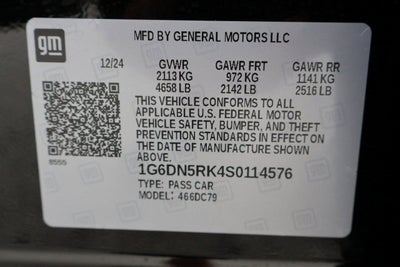 gm
MFD BY GENERAL MOTORS LLC
12/24 GVWR GAWR FRT GAWR RR
2113 KG 972 KG 1141 KG
4658 LB 2142 LB 2516 LB
THIS VEHICLE CONFORMS TO ALL
APPLICABLE U.S. FEDERAL MOTOR
VEHICLE SAFETY, BUMPER, AND THEFT
PREVENTION STANDARDS IN EFFECT ON
THE DATE OF MANUFACTURE SHOWN
ABOVE.
8555
1G6DN5RK4S0114576
TYPE: PASS CAR
MODEL: 466DC79